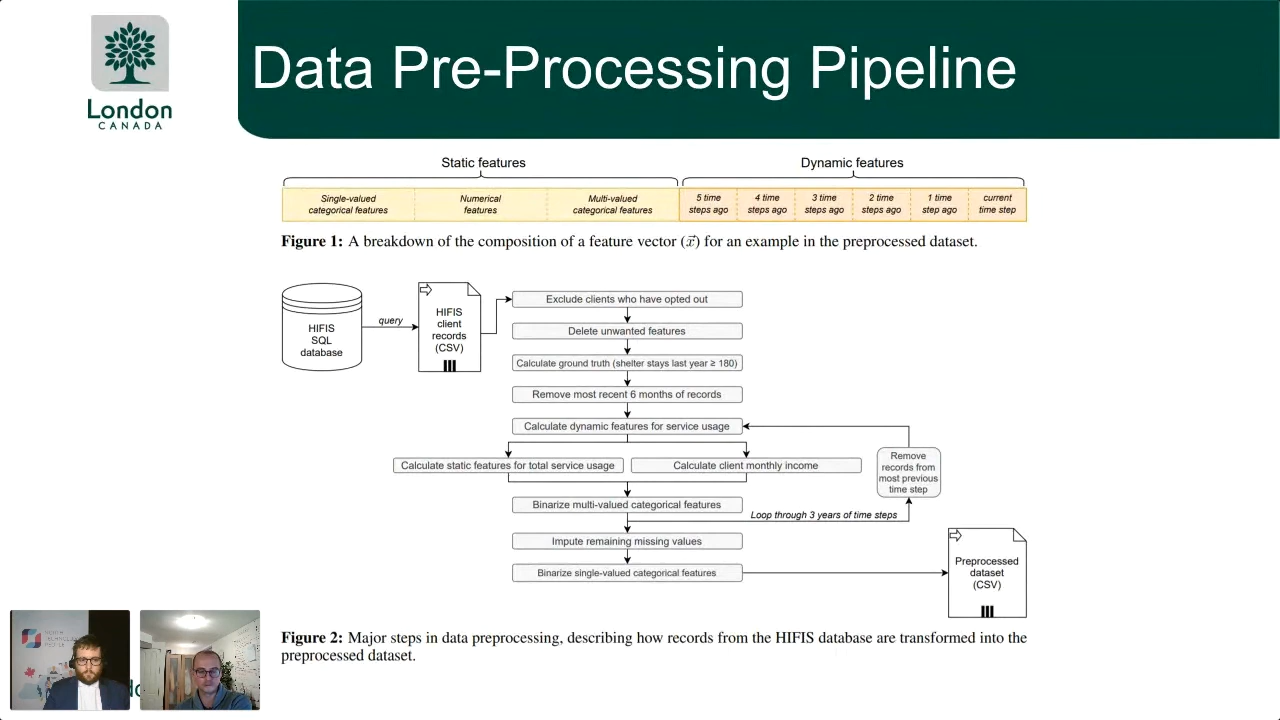 London
CANADA
Data Pre-Processing Pipeline
Static features
Dynamic features
Single-valued
categorical features
Numerical
features
Multi-valued
categorical features
5 time
steps ago
4 time
steps ago
3 time
steps ago
2 time
steps ago
1 time
step ago
current
time step
Figure 1: A breakdown of the composition of a feature vector (x⃗) for an example in the preprocessed dataset.
HIFIS
SQL
database
query
HIFIS
client
records
(CSV)
Exclude clients who have opted out
Delete unwanted features
Calculate ground truth (shelter stays last year ≥ 180)
Remove most recent 6 months of records
Calculate dynamic features for service usage
Calculate static features for total service usage
Calculate client monthly income
Remove
records from
most previous
time step
Binarize multi-valued categorical features
Loop through 3 years of time steps
Impute remaining missing values
Binarize single-valued categorical features
Preprocessed
dataset
(CSV)
Figure 2: Major steps in data preprocessing, describing how records from the HIFIS database are transformed into the
preprocessed dataset.